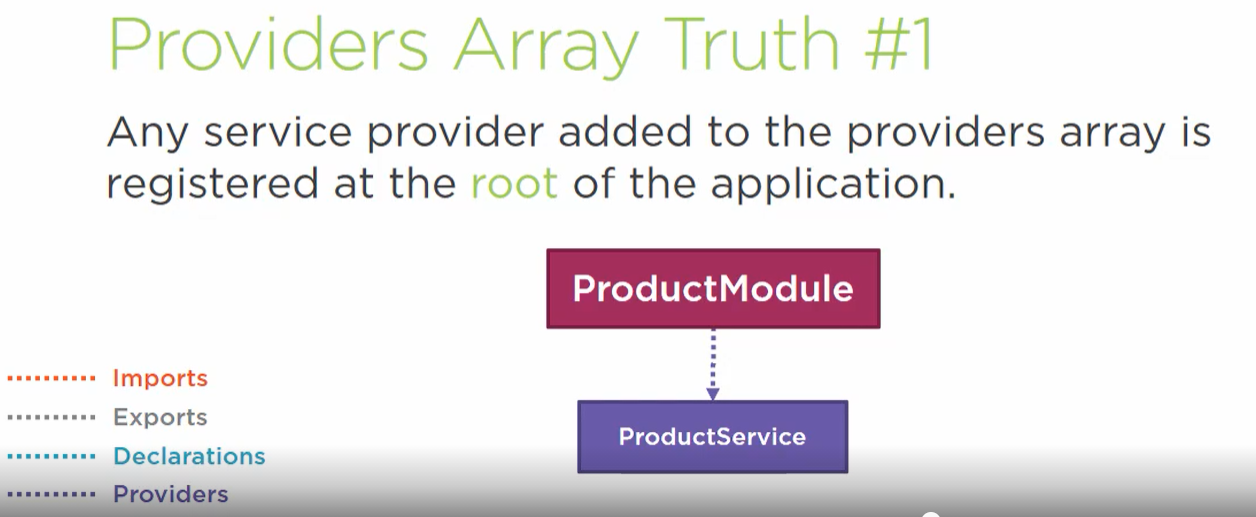 Providers Array Truth #1
Any service provider added to the providers array is
registered at the root of the application.
ProductModule
ProductService
Imports
Exports
Declarations
Providers